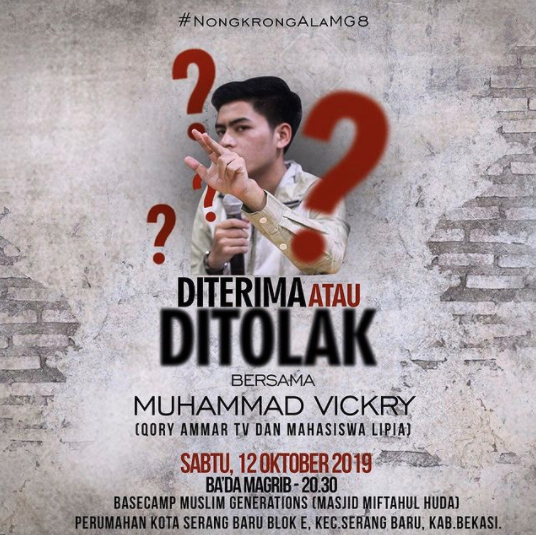 #NongkrongAlaMG8
?
?
?
?
DITERIMA ATAU
DITOLAK
BERSAMA
MUHAMMAD VICKRY
(QORY AMMAR TV DAN MAHASISWA LIPIA)
SABTU, 12 OKTOBER 2019
BA'DA MAGRIB - 20.30
BASECAMP MUSLIM GENERATIONS (MASJID MIFTAHUL HUDA)
PERUMAHAN KOTA SERANG BARU BLOK E, KEC.SERANG BARU, KAB.BEKASI.